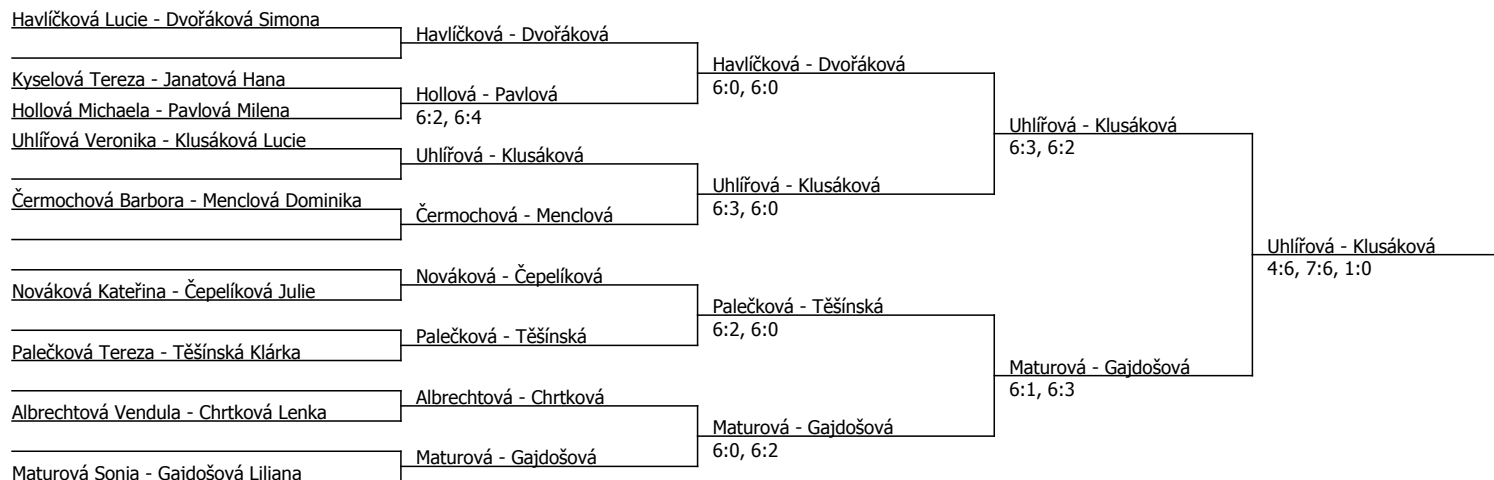 Havlíčková Lucie - Dvořáková Simona
Kyselová Tereza - Janatová Hana
Hollová Michaela - Pavlová Milena
Uhlířová Veronika - Klusáková Lucie
Čermochová Barbora - Menclová Dominika
Nováková Kateřina - Čepelíková Julie
Palečková Tereza - Těšínská Klárka
Albrechtová Vendula - Chrtková Lenka
Maturová Sonja - Gajdošová Liliana
Havlíčková - Dvořáková
Hollová - Pavlová
6:2, 6:4
Uhlířová - Klusáková
Čermochová - Menclová
Nováková - Čepelíková
Palečková - Těšínská
Albrechtová - Chrtková
Maturová - Gajdošová
Havlíčková - Dvořáková
6:0, 6:0
Uhlířová - Klusáková
6:3, 6:0
Palečková - Těšínská
6:2, 6:0
Maturová - Gajdošová
6:0, 6:2
Uhlířová - Klusáková
6:3, 6:2
Maturová - Gajdošová
6:1, 6:3
Uhlířová - Klusáková
4:6, 7:6, 1:0